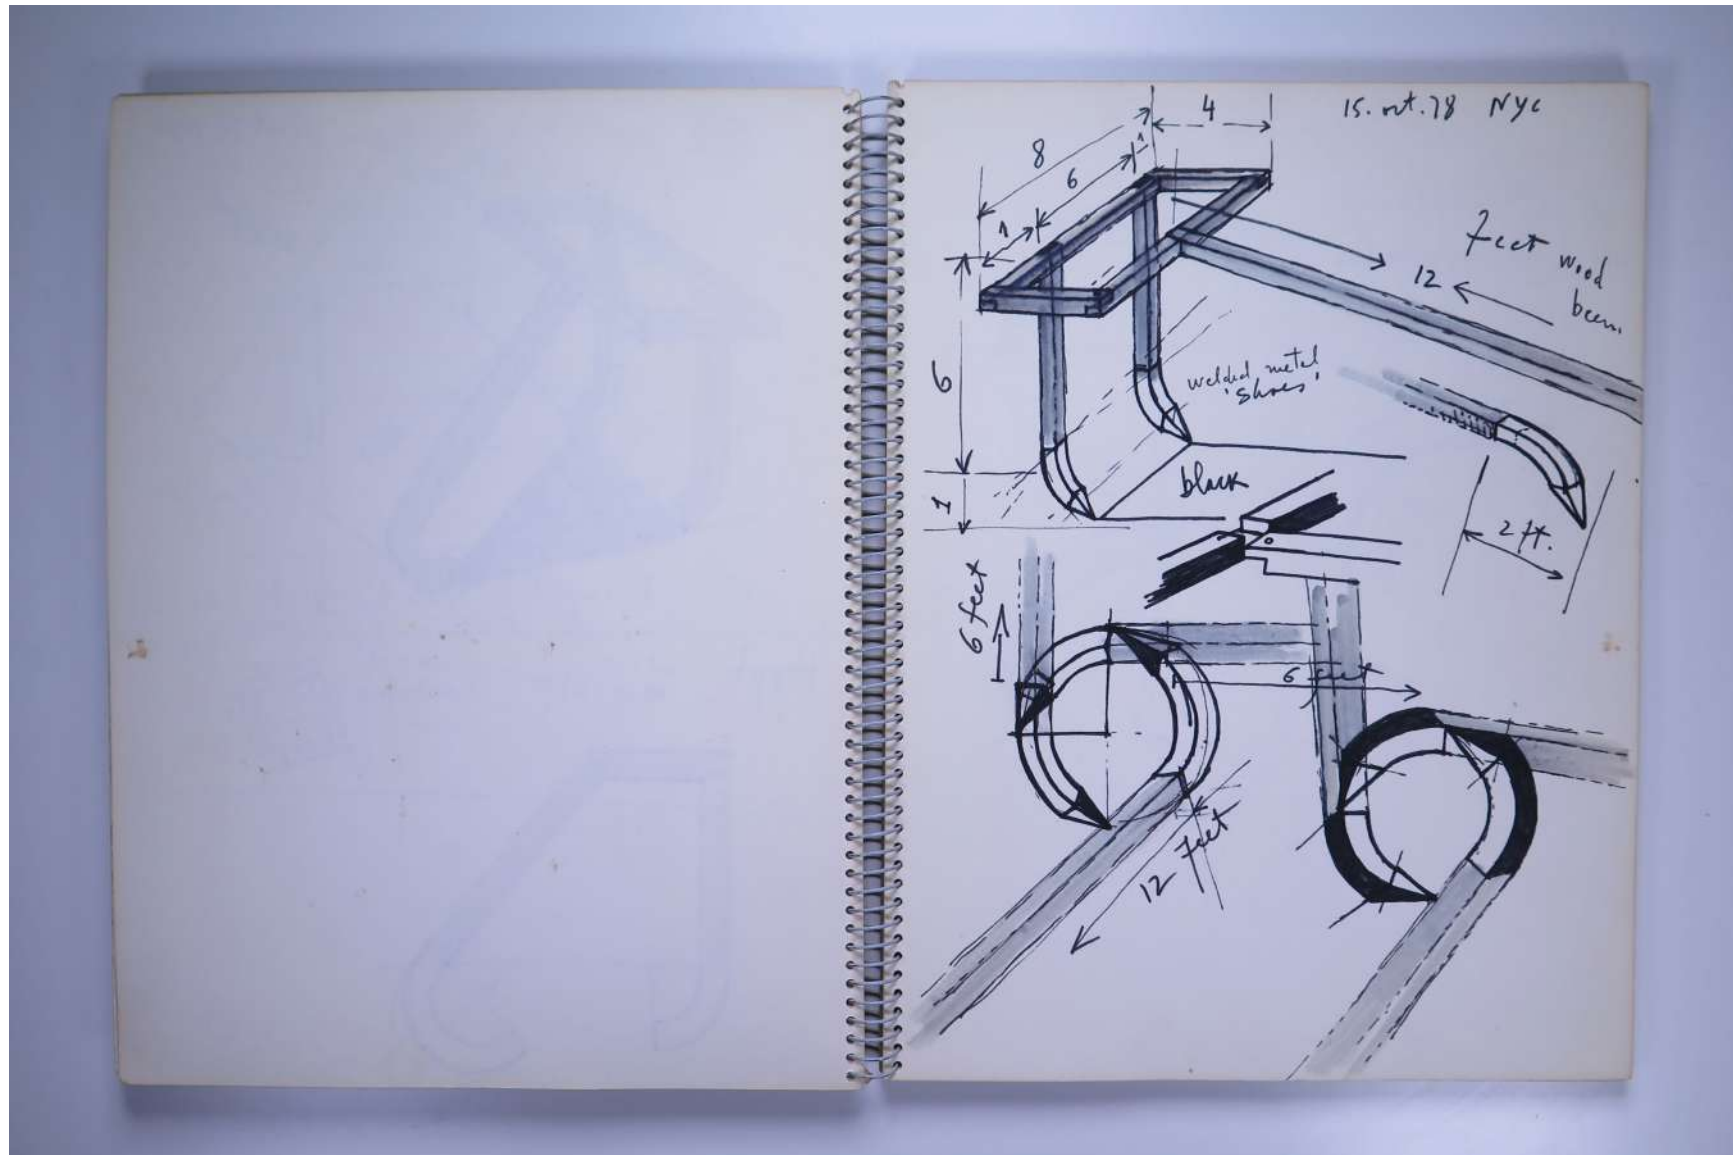 15. oct. 78 NYC
4
8
1
6
1
feet wood
beem
12
6
welded metal
'shoes'
black
1
2 ft.
6 feet
6 feet
12 feet